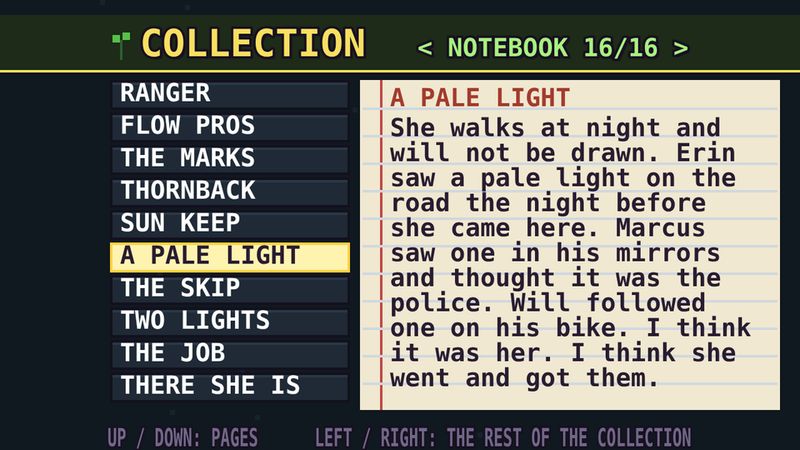 COLLECTION
< NOTEBOOK 16/16 >
RANGER
FLOW PROS
THE MARKS
THORNBACK
SUN KEEP
A PALE LIGHT
THE SKIP
TWO LIGHTS
THE JOB
THERE SHE IS
A PALE LIGHT
She walks at night and
will not be drawn. Erin
saw a pale light on the
road the night before
she came here. Marcus
saw one in his mirrors
and thought it was the
police. Will followed
one on his bike. I think
it was her. I think she
went and got them.
UP / DOWN: PAGES
LEFT / RIGHT: THE REST OF THE COLLECTION